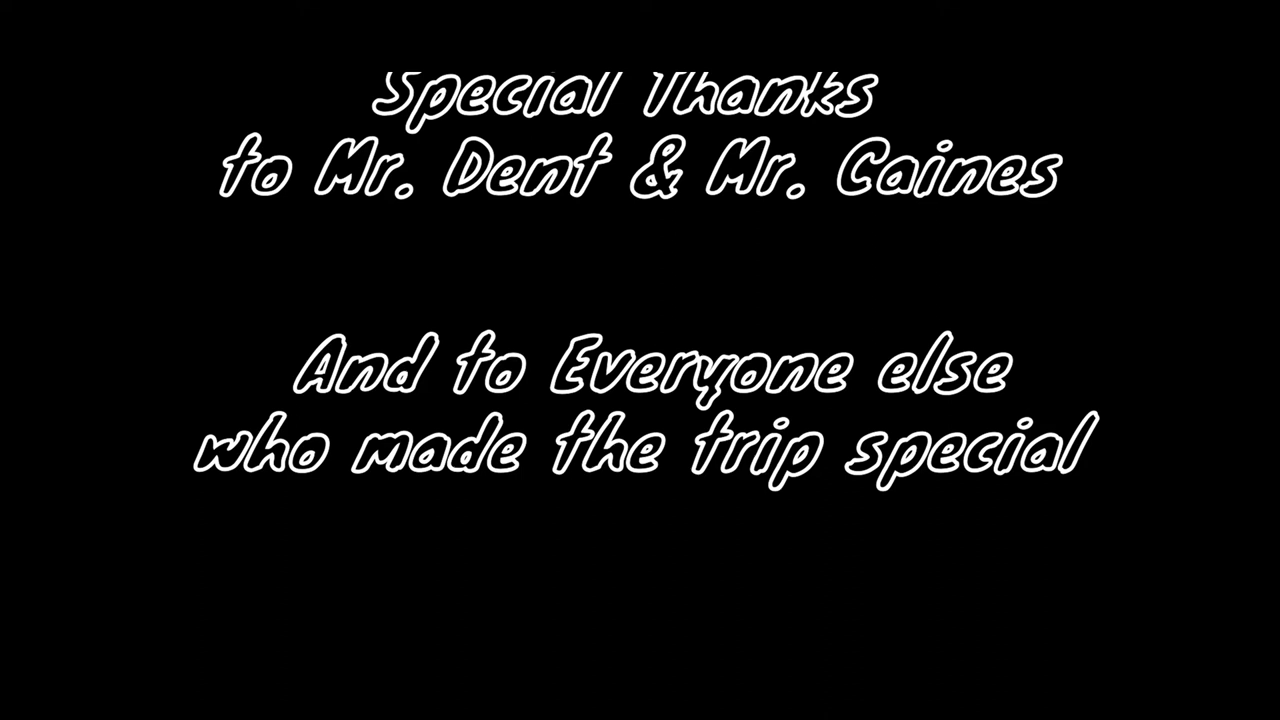 Special Thanks
to Mr. Dent & Mr. Caines
And to Everyone else
who made the trip special